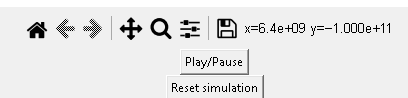 x=6.4e+09 y=−1.000e+11
Play/Pause
Reset simulation